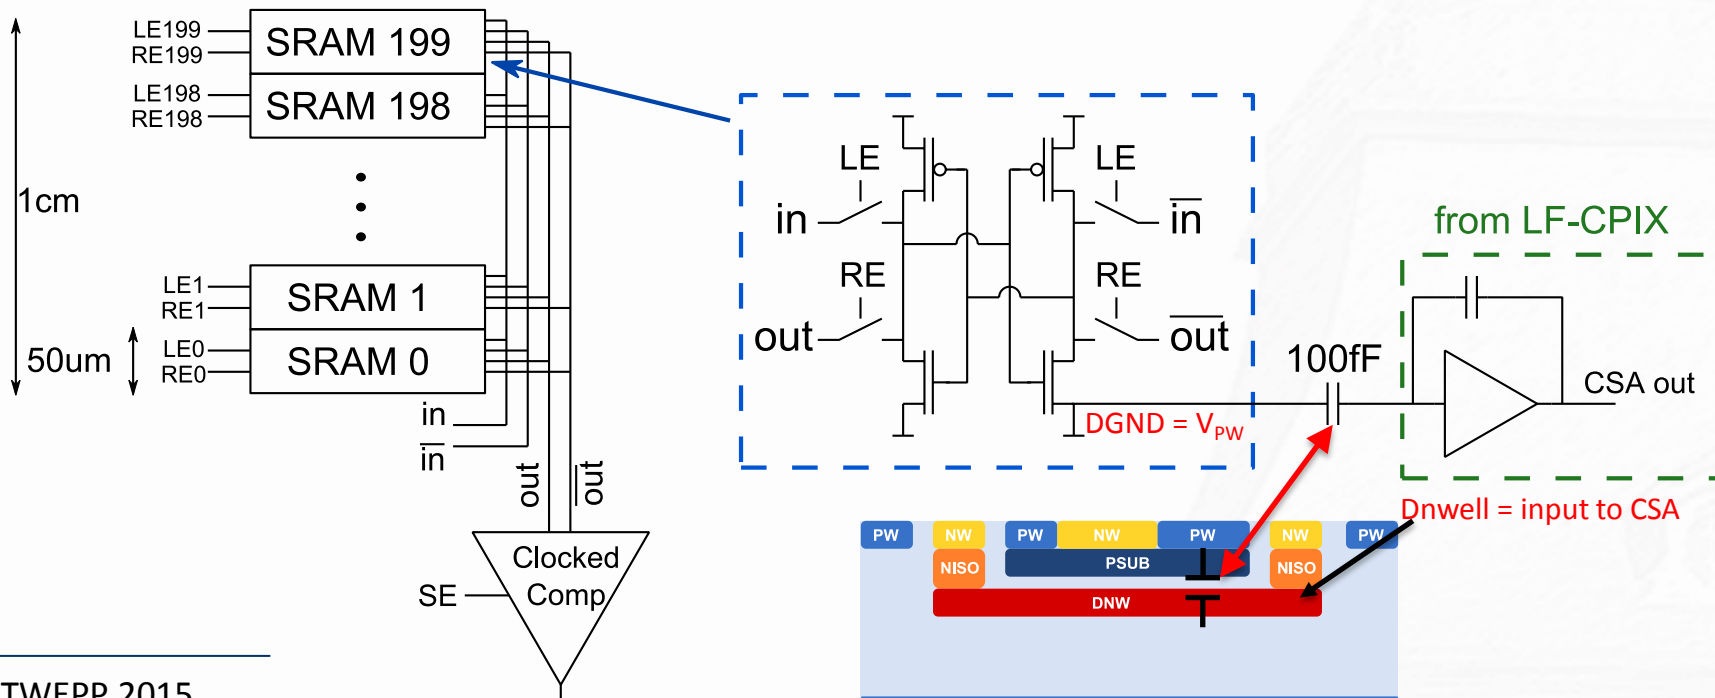 LE199
RE199
SRAM 199
LE198
RE198
SRAM 198
1cm
LE1
RE1
SRAM 1
50um
LE0
RE0
SRAM 0
in
in
out
out
SE
Clocked
Comp
LE
LE
in
in
RE
RE
out
out
DGND = VPW
100fF
from LF-CPIX
CSA out
Dnwell = input to CSA
PW
NW
PW
NW
PW
NW
PW
NISO
PSUB
NISO
DNW
TWEPP 2015